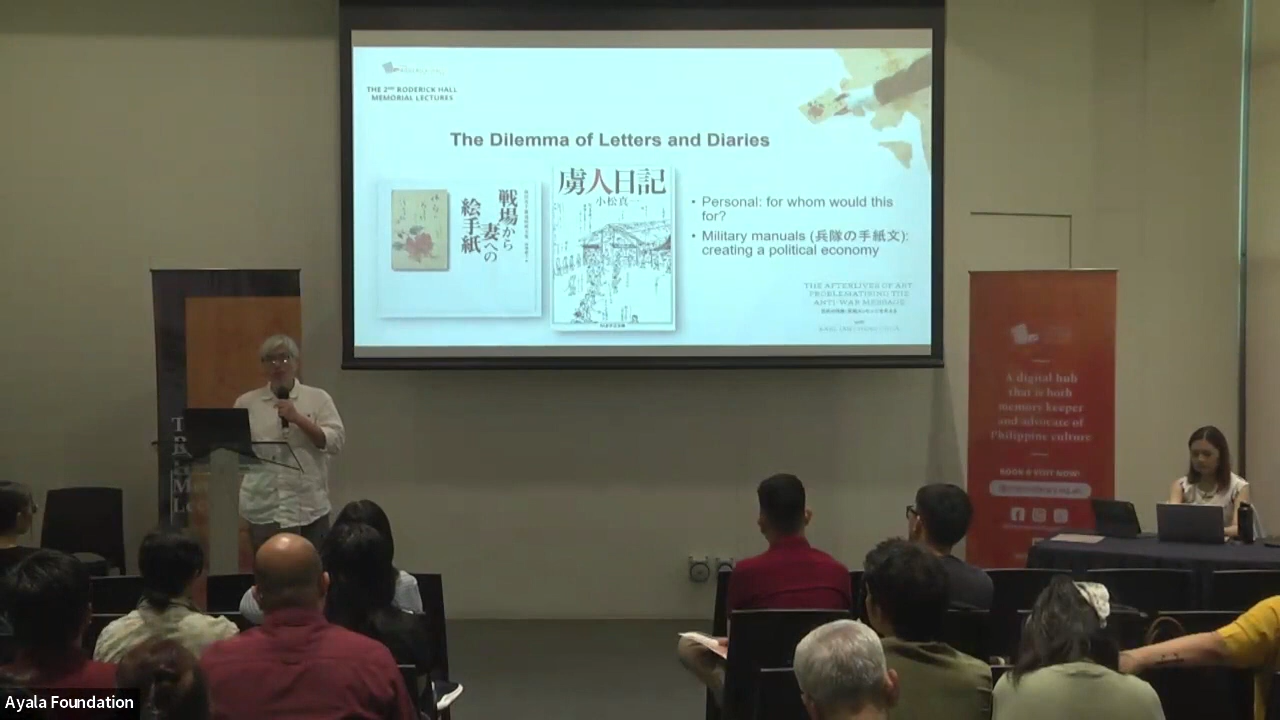 THE 2ND RODERICK HALL
MEMORIAL LECTURES
The Dilemma of Letters and Diaries
戦場から
妻への
絵手紙
虜人日記
小松真一
• Personal: for whom would this
for?
• Military manuals (兵隊の手紙文):
creating a political economy
THE AFTERLIVES OF ART:
PROBLEMATISING THE
ANTI-WAR MESSAGE
A digital hub
that is both
memory keeper
and advocate of
Philippine culture
BOOK A VISIT NOW!
Ayala Foundation